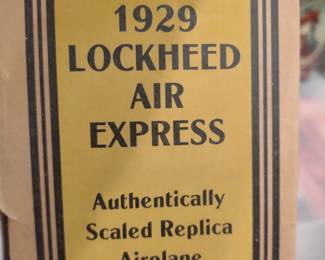 1929
LOCKHEED
AIR
EXPRESS
Authentically
Scaled Replica
Airplane